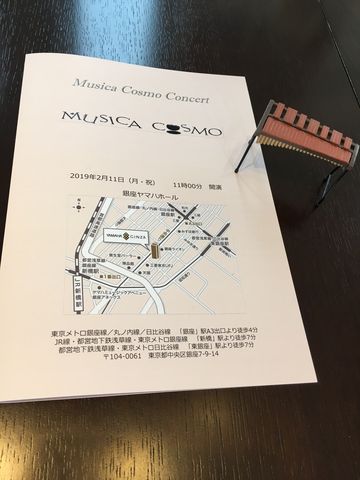 Musica Cosmo Concert
MUSICA COSMO
2019年2月11日（月・祝）　　11時00分　開演
銀座ヤマハホール
YAMAHA GINZA
JR新橋駅
東京メトロ銀座線／丸ノ内線/日比谷線　「銀座」駅A3出口より徒歩4分
JR線・都営地下鉄浅草線・東京メトロ銀座線　「新橋」駅より徒歩7分
都営地下鉄浅草線・東京メトロ日比谷線　「東銀座」駅より徒歩7分
〒104-0061　東京都中央区銀座7-9-14